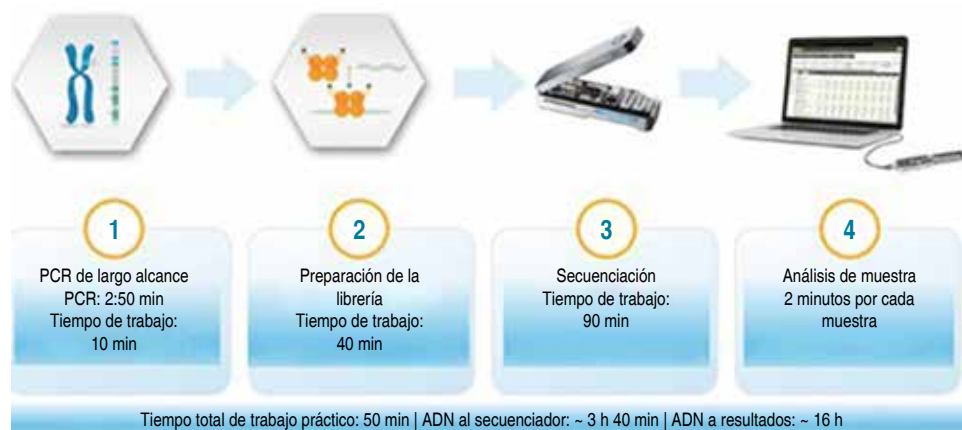 1
PCR de largo alcance
PCR: 2:50 min
Tiempo de trabajo:
10 min
2
Preparación de la
librería
Tiempo de trabajo:
40 min
3
Secuenciación
Tiempo de trabajo:
90 min
4
Análisis de muestra
2 minutos por cada
muestra
Tiempo total de trabajo práctico: 50 min | ADN al secuenciador: ~ 3 h 40 min | ADN a resultados: ~ 16 h